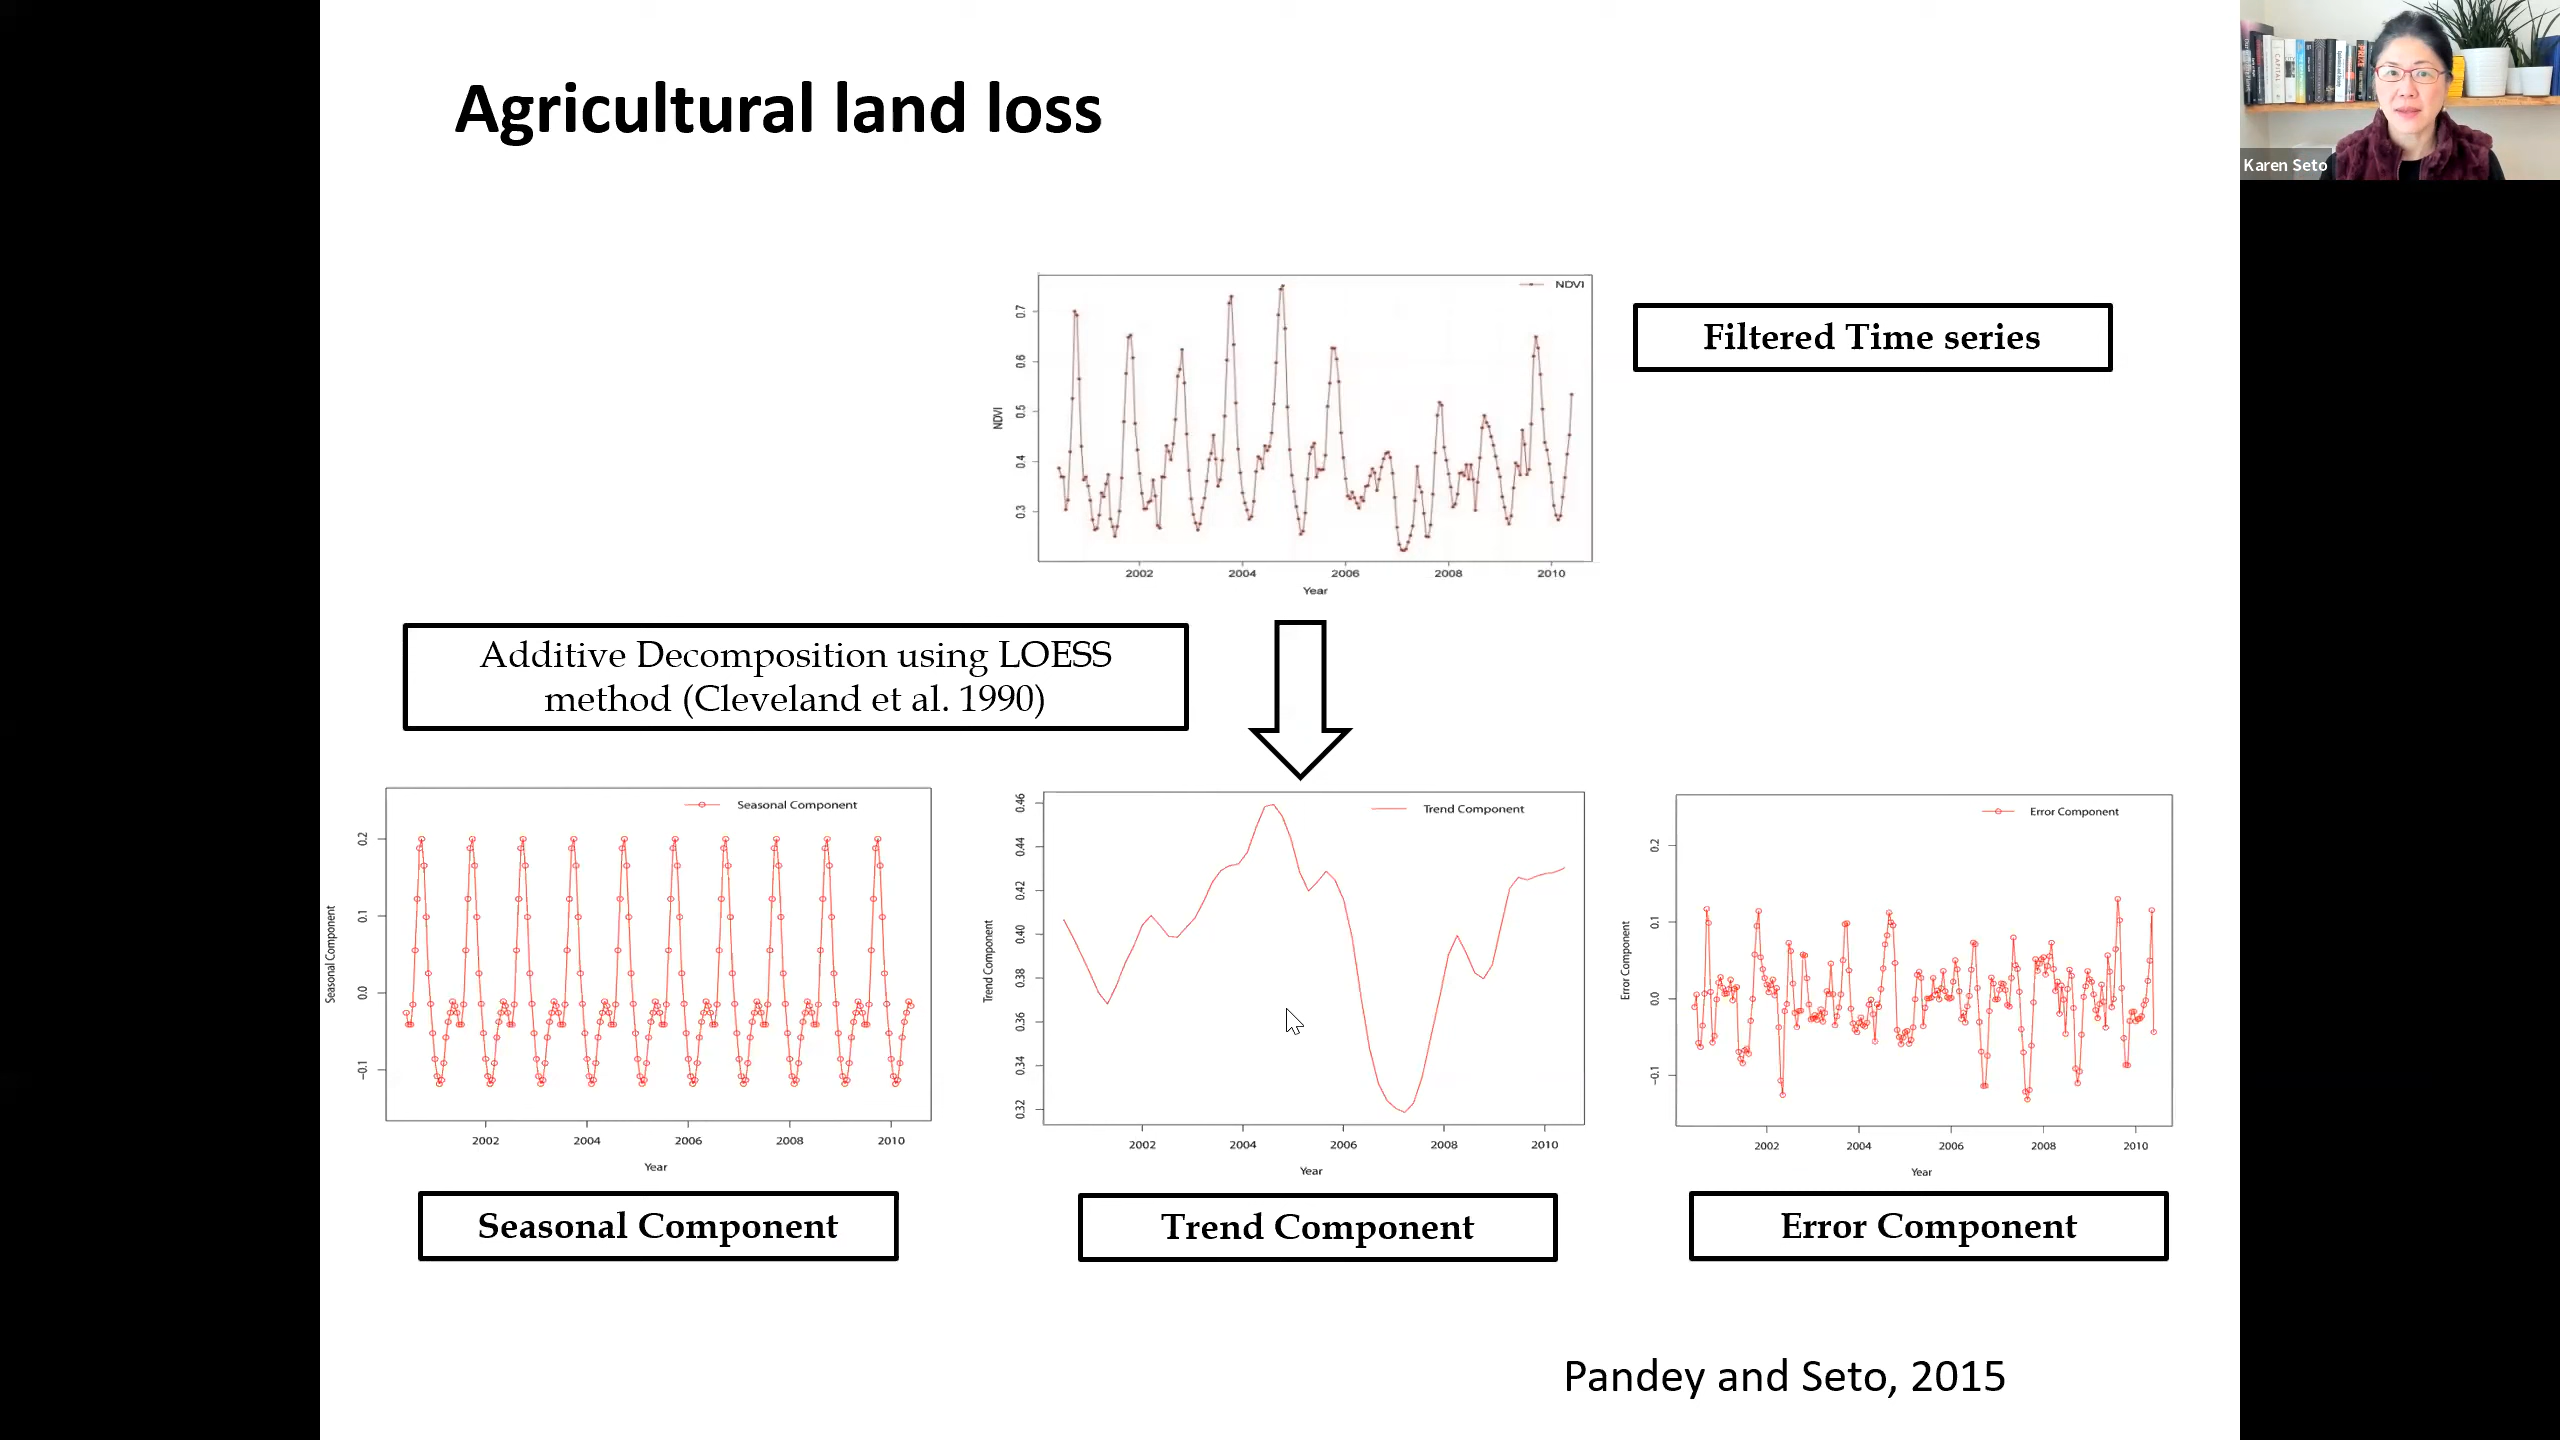 Agricultural land loss
CAPITAL
Karen Seto
NDVI
0.7
0.6
0.5
0.4
0.3
NDVI
2002 2004 2006 2008 2010
Year
Filtered Time series
Additive Decomposition using LOESS
method (Cleveland et al. 1990)
Seasonal Component
0.2
0.1
0.0
-0.1
Seasonal Component
2002 2004 2006 2008 2010
Year
Seasonal Component
Trend Component
0.46
0.44
0.42
0.40
0.38
0.36
0.34
0.32
Trend Component
2002 2004 2006 2008 2010
Year
Trend Component
Error Component
0.2
0.1
0.0
-0.1
Error Component
2002 2004 2006 2008 2010
Year
Error Component
Pandey and Seto, 2015